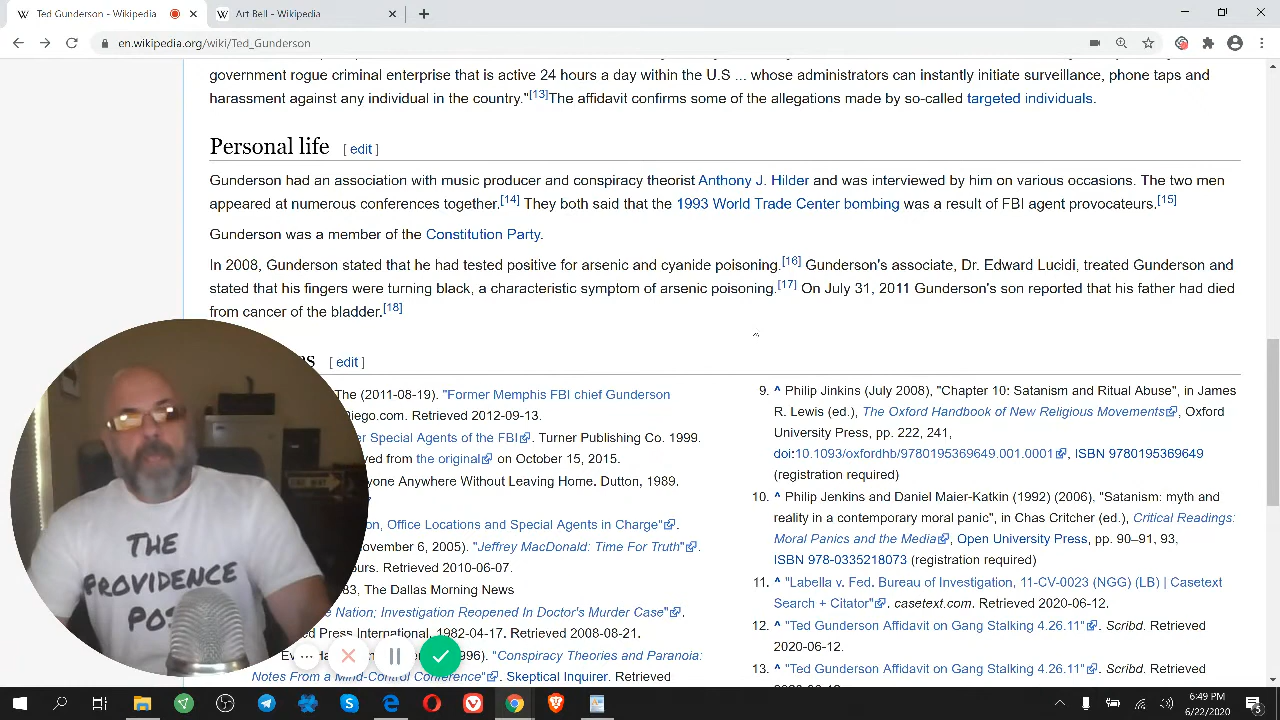 Ted Gunderson - Wikipedia
Art Bell - Wikipedia
en.wikipedia.org/wiki/Ted_Gunderson
government rogue criminal enterprise that is active 24 hours a day within the U.S ... whose administrators can instantly initiate surveillance, phone taps and
harassment against any individual in the country."[13]The affidavit confirms some of the allegations made by so-called targeted individuals.
Personal life [ edit ]
Gunderson had an association with music producer and conspiracy theorist Anthony J. Hilder and was interviewed by him on various occasions. The two men
appeared at numerous conferences together.[14] They both said that the 1993 World Trade Center bombing was a result of FBI agent provocateurs.[15]
Gunderson was a member of the Constitution Party.
In 2008, Gunderson stated that he had tested positive for arsenic and cyanide poisoning.[16] Gunderson's associate, Dr. Edward Lucidi, treated Gunderson and
stated that his fingers were turning black, a characteristic symptom of arsenic poisoning.[17] On July 31, 2011 Gunderson's son reported that his father had died
from cancer of the bladder.[18]
[ edit ]
The (2011-08-19). "Former Memphis FBI chief Gunderson
Diego.com. Retrieved 2012-09-13.
Special Agents of the FBI. Turner Publishing Co. 1999.
from the original on October 15, 2015.
Anywhere Without Leaving Home. Dutton, 1989.
Office Locations and Special Agents in Charge".
November 6, 2005). "Jeffrey MacDonald: Time For Truth".
Retrieved 2010-06-07.
The Dallas Morning News
Nation; Investigation Reopened In Doctor's Murder Case".
Press International. 1982-04-17. Retrieved 2008-08-21.
"Conspiracy Theories and Paranoia:
Notes From a Mind-Control Conference". Skeptical Inquirer. Retrieved
9. ^ Philip Jinkins (July 2008), "Chapter 10: Satanism and Ritual Abuse", in James
R. Lewis (ed.), The Oxford Handbook of New Religious Movements, Oxford
University Press, pp. 222, 241,
doi:10.1093/oxfordhb/9780195369649.001.0001, ISBN 9780195369649
(registration required)
10. ^ Philip Jenkins and Daniel Maier-Katkin (1992) (2006), "Satanism: myth and
reality in a contemporary moral panic", in Chas Critcher (ed.), Critical Readings:
Moral Panics and the Media, Open University Press, pp. 90–91, 93,
ISBN 978-0335218073 (registration required)
11. ^ "Labella v. Fed. Bureau of Investigation, 11-CV-0023 (NGG) (LB) | Casetext
Search + Citator". casetext.com. Retrieved 2020-06-12.
12. ^ "Ted Gunderson Affidavit on Gang Stalking 4.26.11". Scribd. Retrieved
2020-06-12.
13. ^ "Ted Gunderson Affidavit on Gang Stalking 4.26.11". Scribd. Retrieved
THE
PROVIDENCE
6:49 PM
6/22/2020